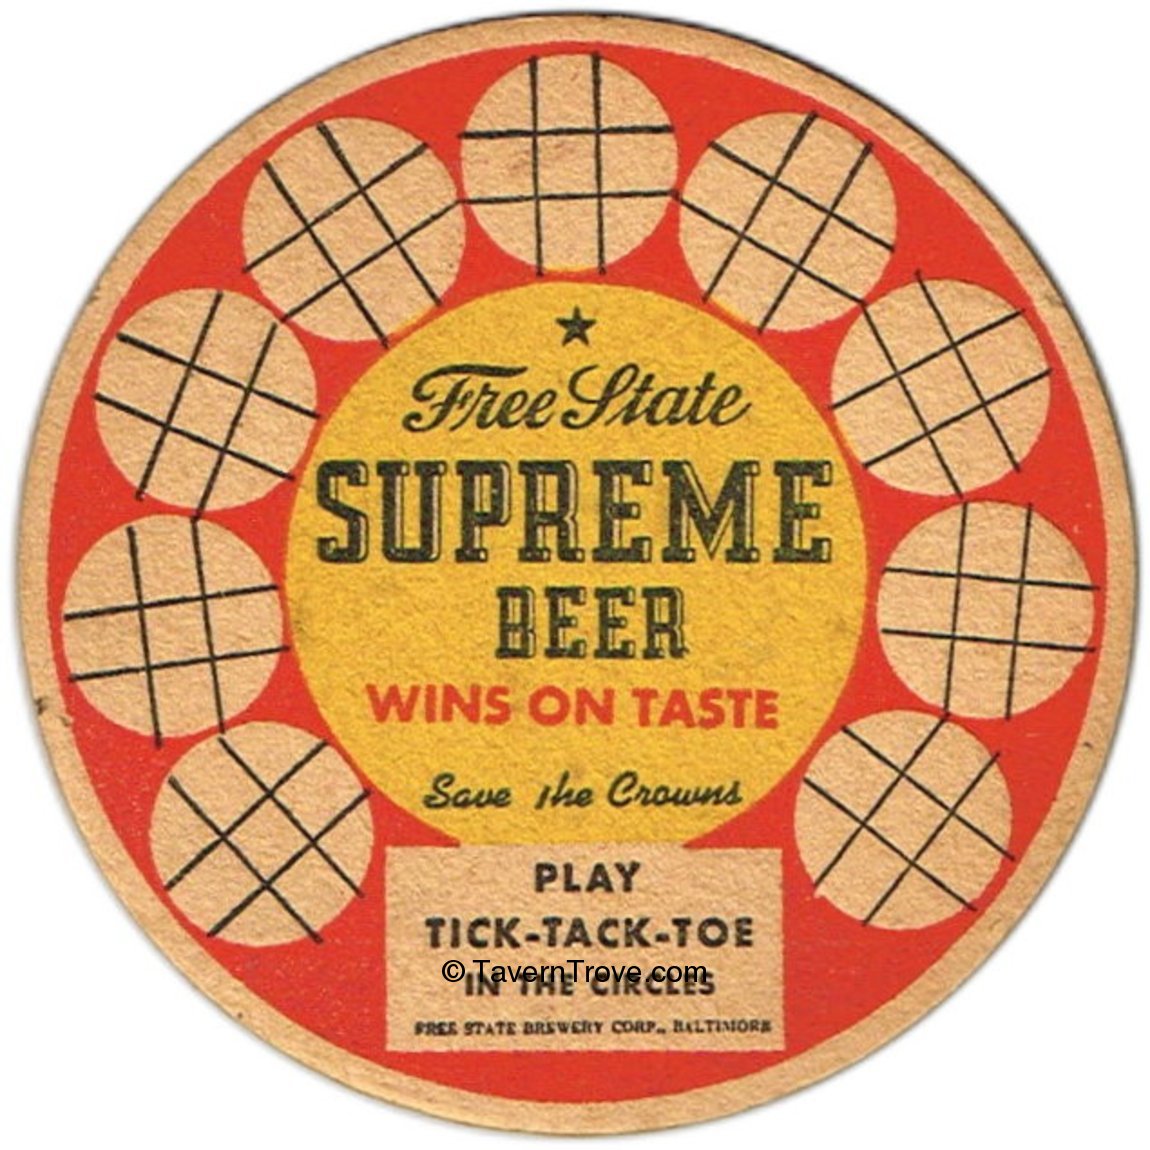 Free State
SUPREME
BEER
WINS ON TASTE
Save the Crowns
PLAY
TICK-TACK-TOE
© TavernTrove.com
IN THE CIRCLES
FREE STATE BREWERY CORP., BALTIMORE